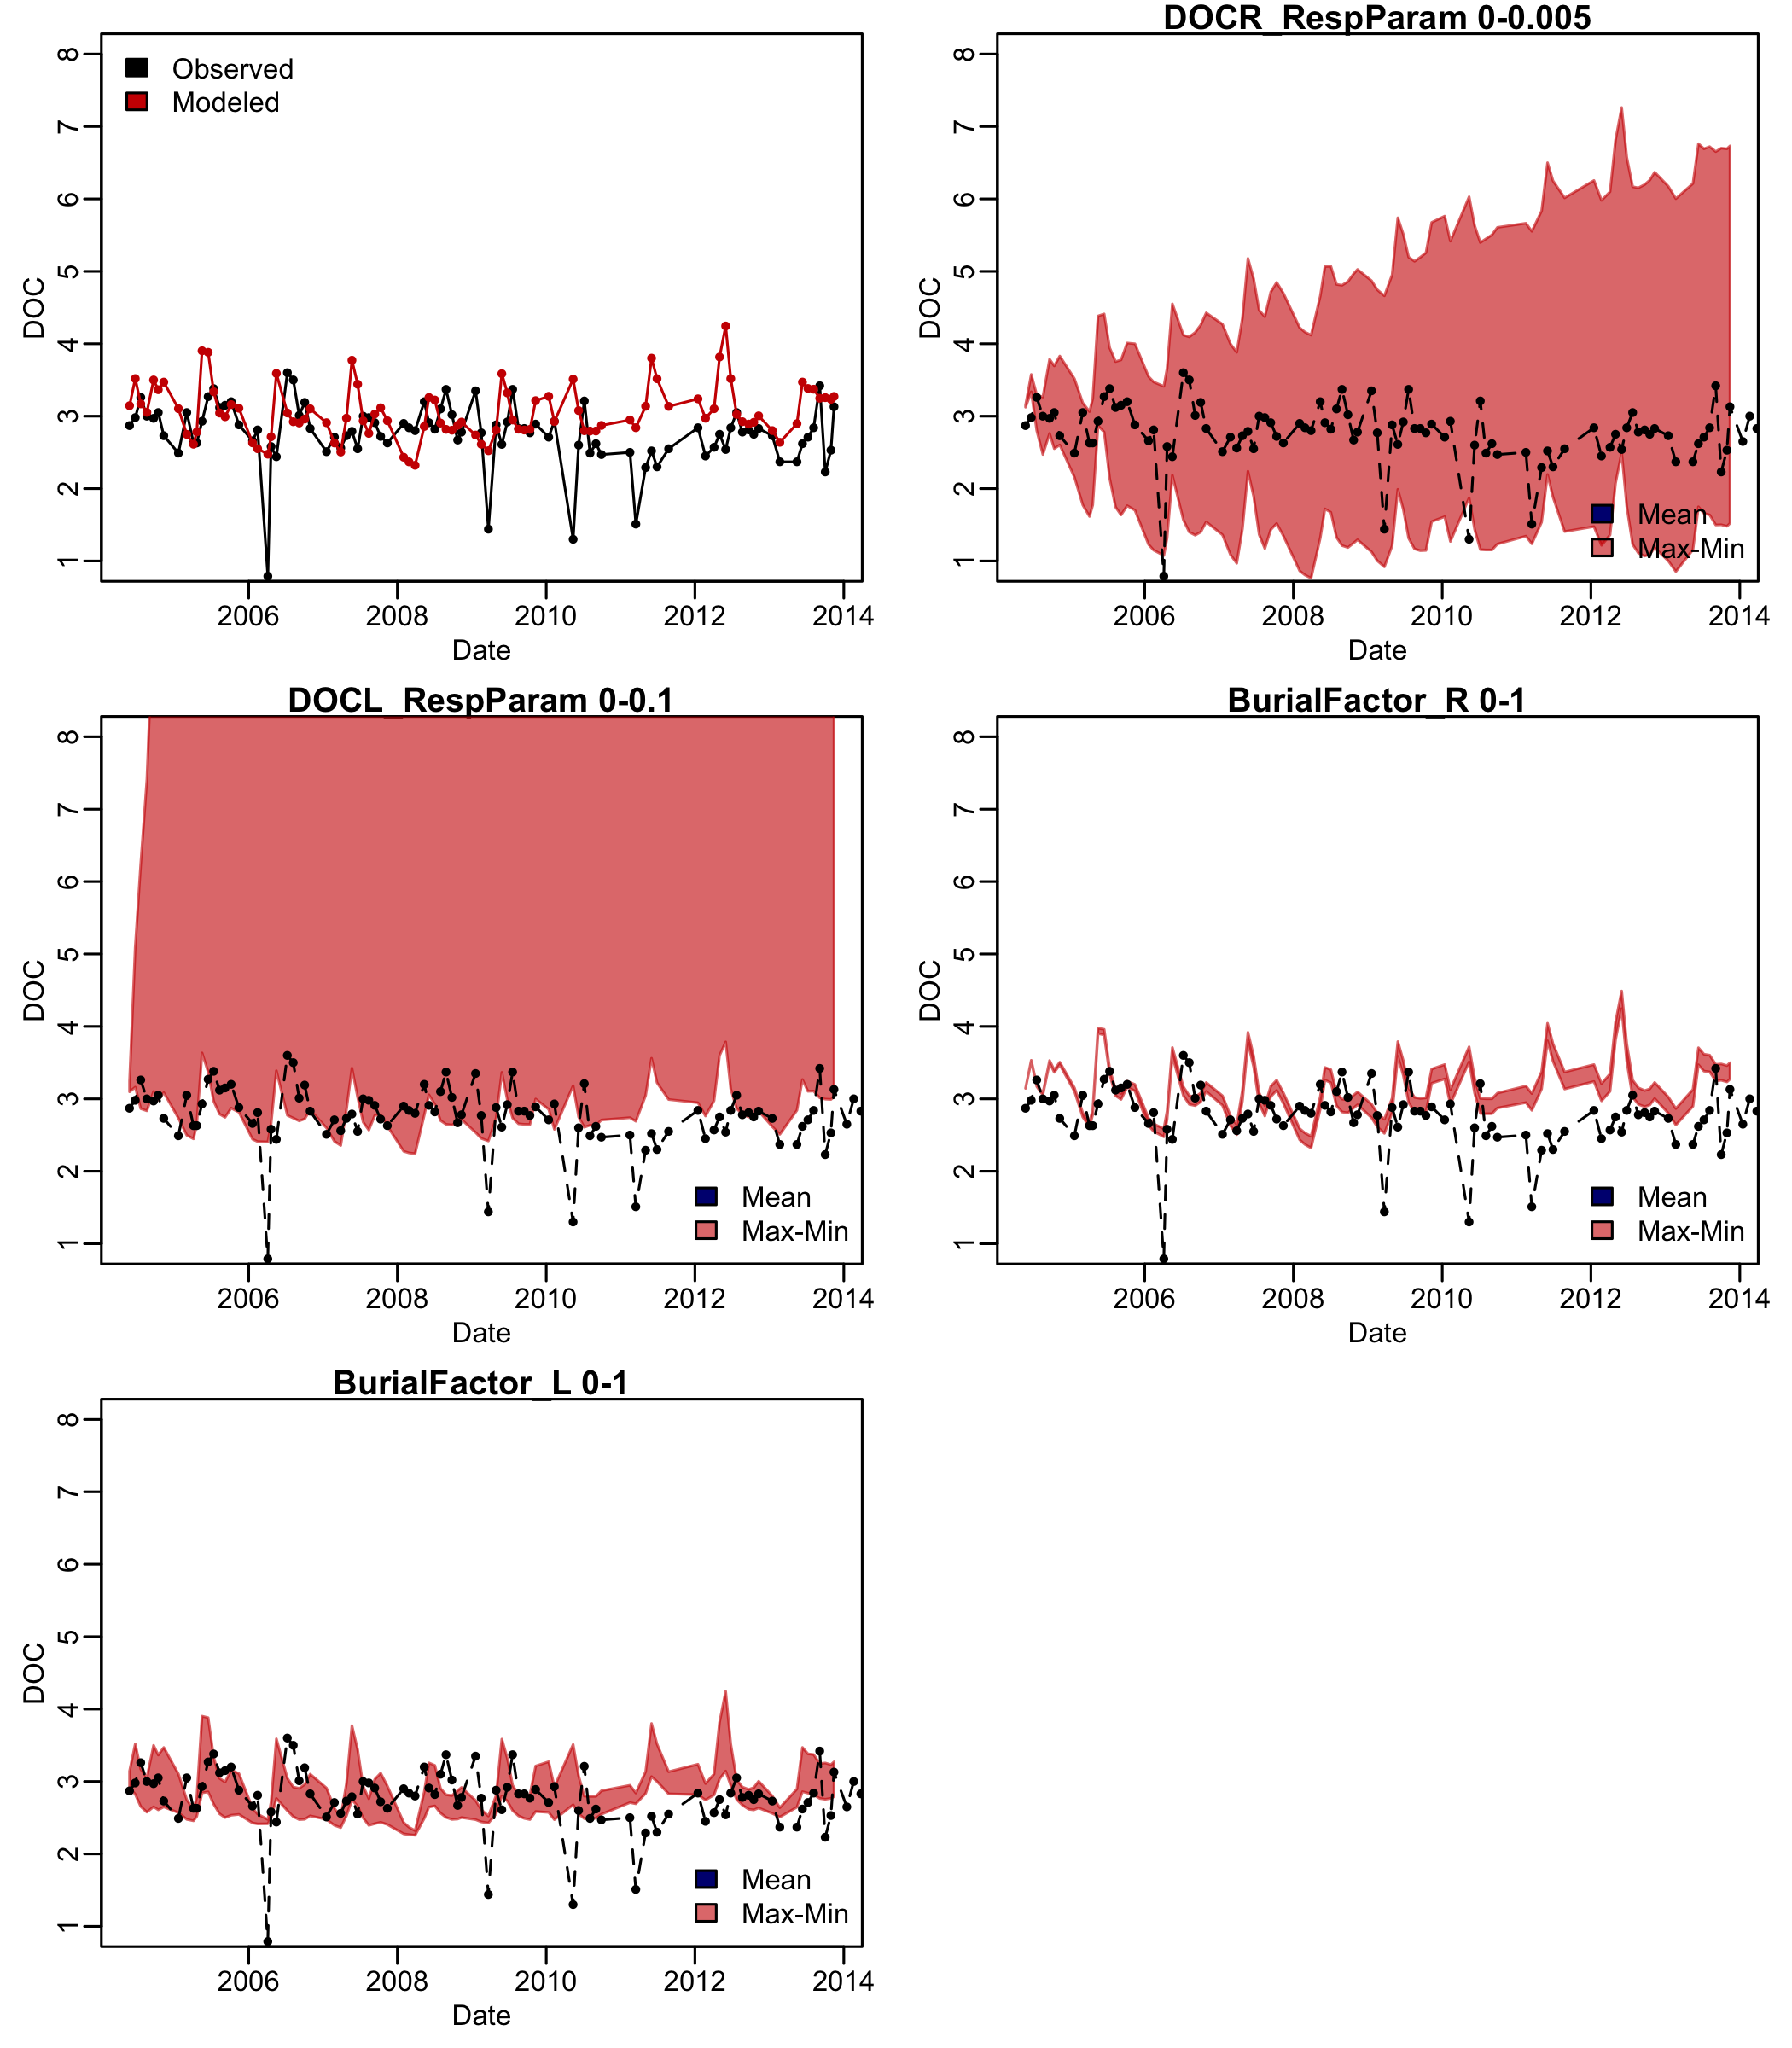 Observed
Modeled
8
7
6
5
4
3
2
1
DOC
2006 2008 2010 2012 2014
Date
DOCR_RespParam 0-0.005
8
7
6
5
4
3
2
1
DOC
Mean
Max-Min
2006 2008 2010 2012 2014
Date
DOCL_RespParam 0-0.1
8
7
6
5
4
3
2
1
DOC
Mean
Max-Min
2006 2008 2010 2012 2014
Date
BurialFactor_R 0-1
8
7
6
5
4
3
2
1
DOC
Mean
Max-Min
2006 2008 2010 2012 2014
Date
BurialFactor_L 0-1
8
7
6
5
4
3
2
1
DOC
Mean
Max-Min
2006 2008 2010 2012 2014
Date